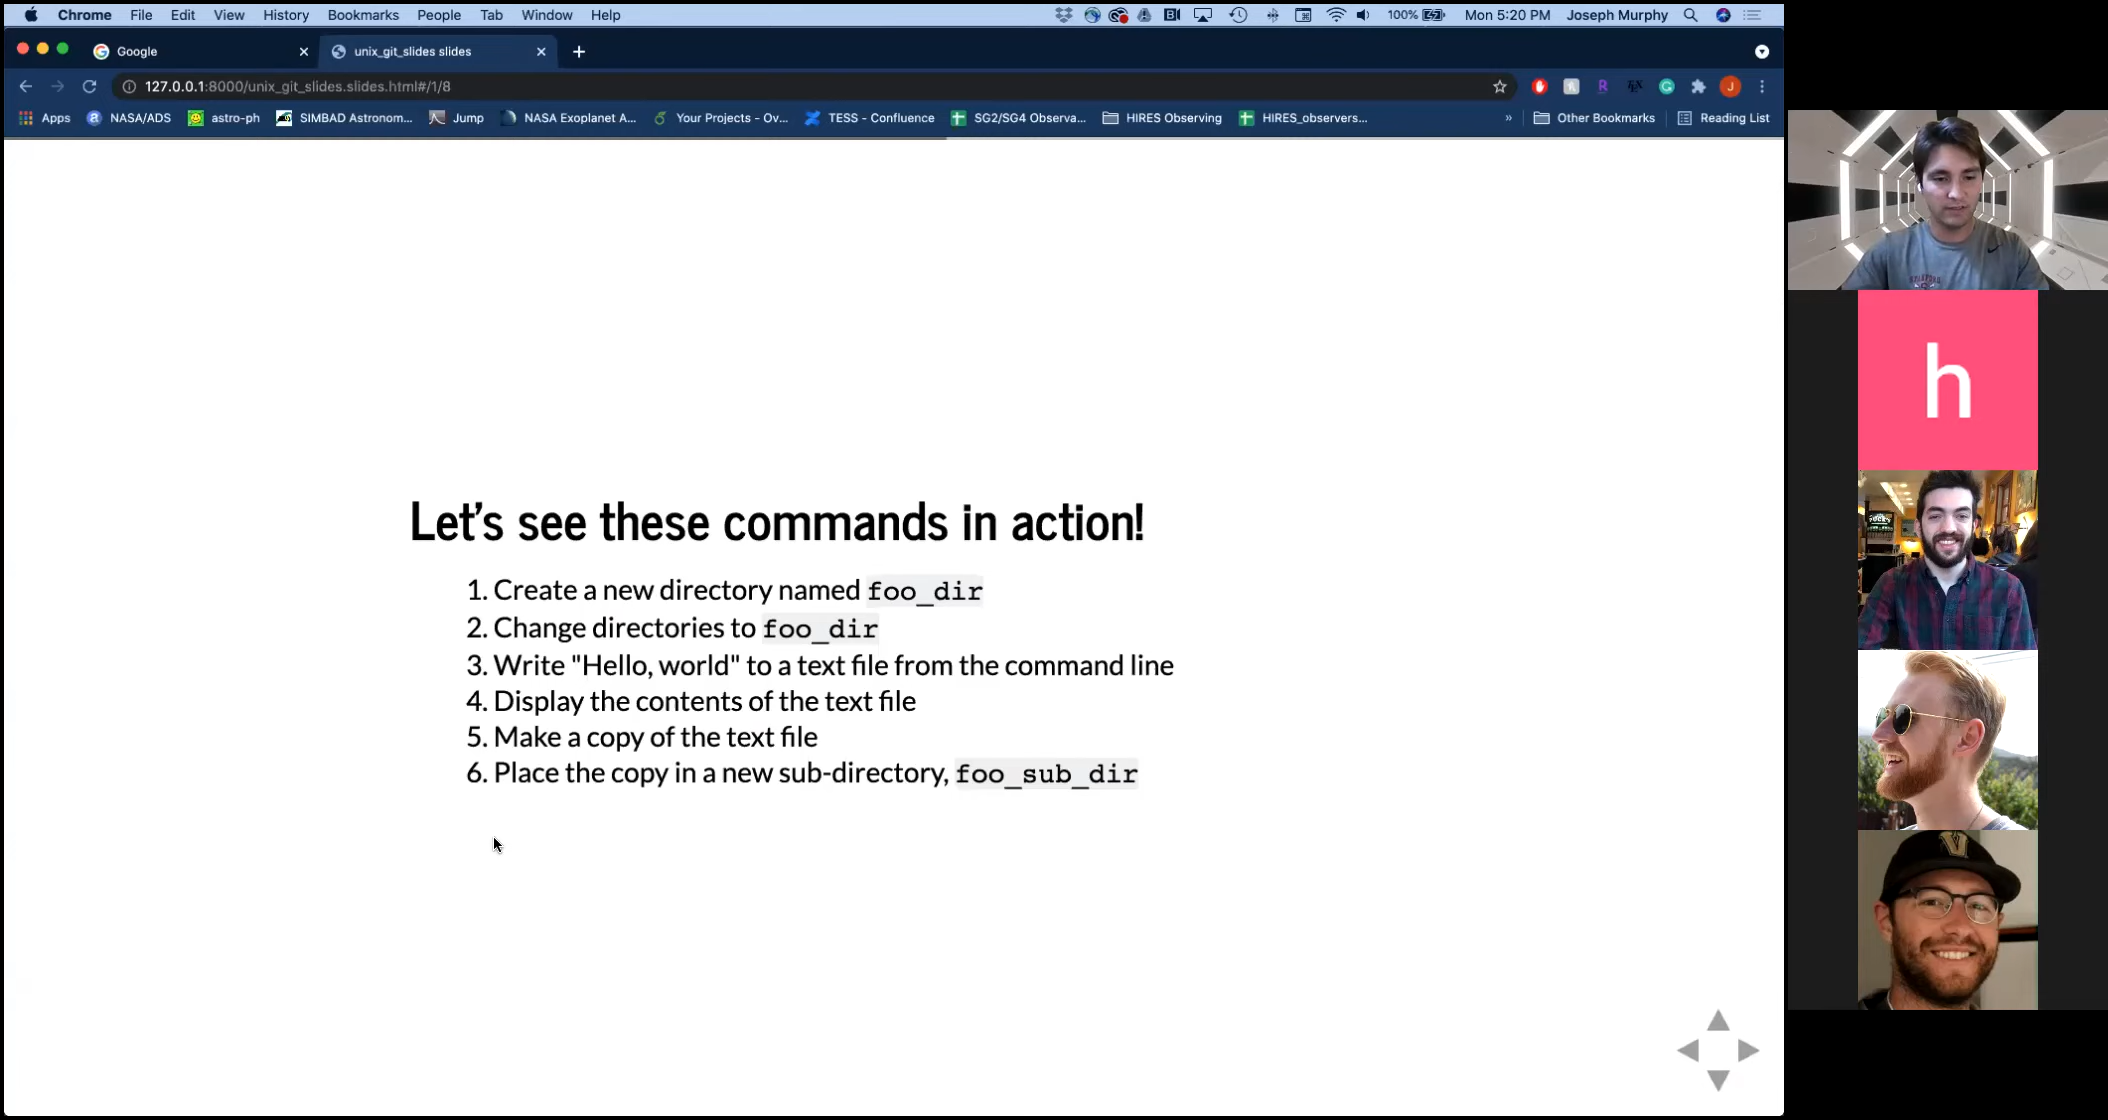 Chrome File Edit View History Bookmarks People Tab Window Help 100% Mon 5:20 PM Joseph Murphy
Google unix_git_slides slides
127.0.0.1:8000/unix_git_slides.slides.html#/1/8
Apps NASA/ADS astro-ph SIMBAD Astronom... Jump NASA Exoplanet A... Your Projects - Ov... TESS - Confluence SG2/SG4 Observa... HIRES Observing HIRES_observers... » Other Bookmarks Reading List
Let's see these commands in action!
1. Create a new directory named foo_dir
2. Change directories to foo_dir
3. Write "Hello, world" to a text file from the command line
4. Display the contents of the text file
5. Make a copy of the text file
6. Place the copy in a new sub-directory, foo_sub_dir
h